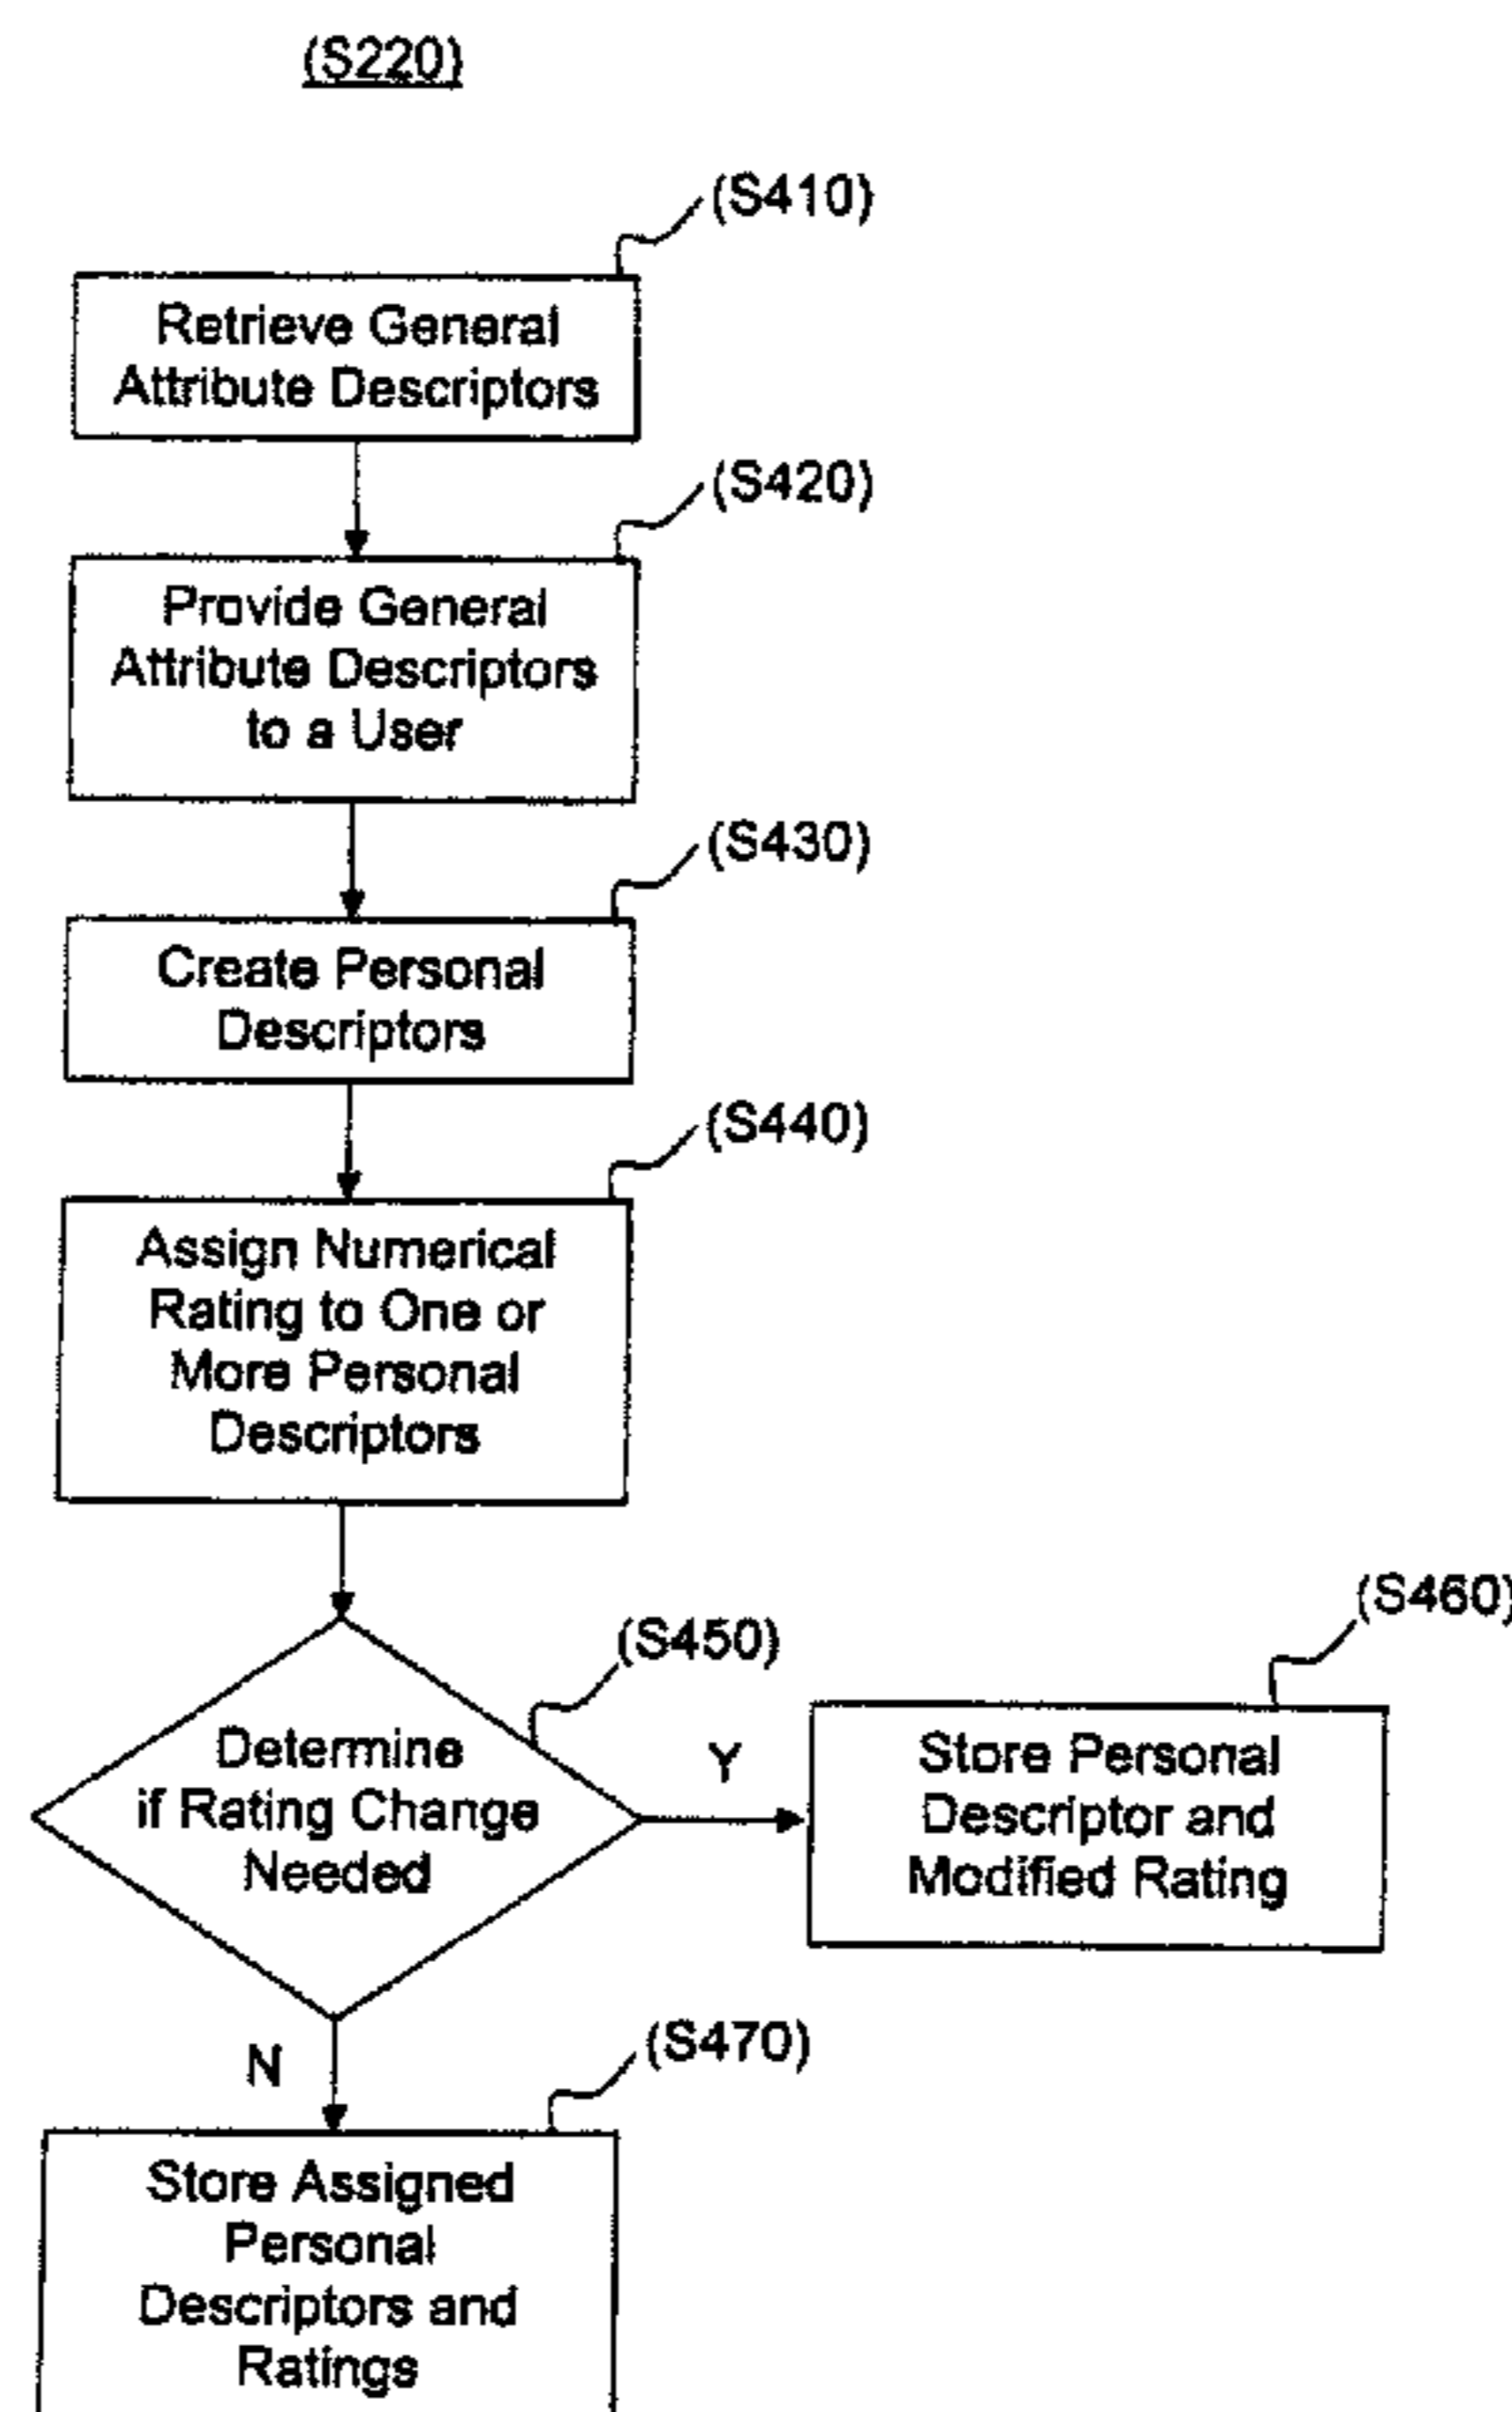 (S220)
(S410)
Retrieve General
Attribute Descriptors
(S420)
Provide General
Attribute Descriptors
to a User
(S430)
Create Personal
Descriptors
(S440)
Assign Numerical
Rating to One or
More Personal
Descriptors
(S450)
Determine
if Rating Change
Needed
Y
(S460)
Store Personal
Descriptor and
Modified Rating
N
(S470)
Store Assigned
Personal
Descriptors and
Ratings